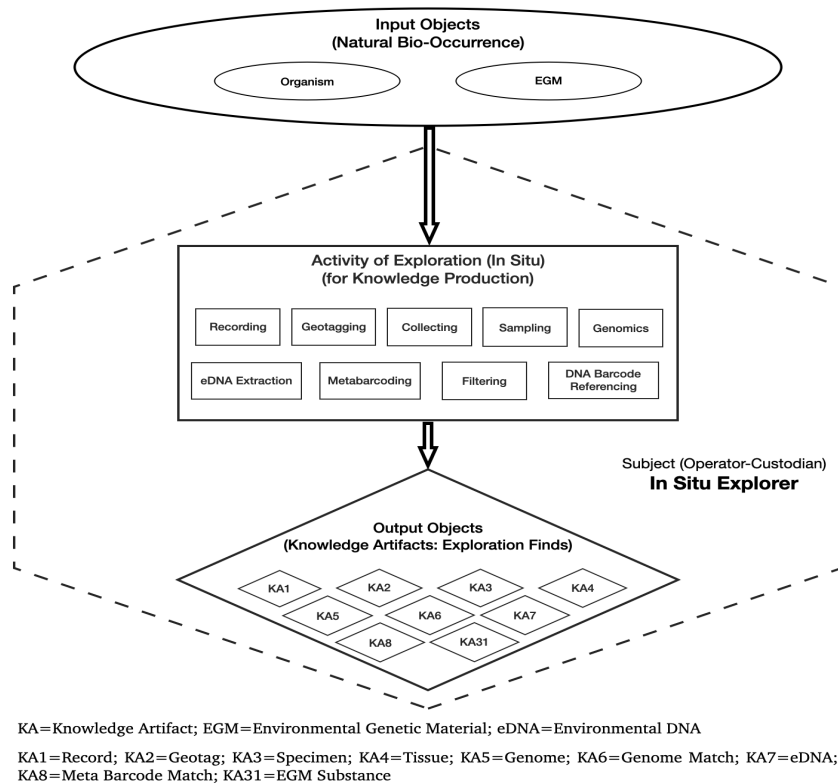 Input Objects
(Natural Bio-Occurrence)
Organism
EGM
Activity of Exploration (In Situ)
(for Knowledge Production)
Recording
Geotagging
Collecting
Sampling
Genomics
eDNA Extraction
Metabarcoding
Filtering
DNA Barcode
Referencing
Subject (Operator-Custodian)
In Situ Explorer
Output Objects
(Knowledge Artifacts: Exploration Finds)
KA1
KA2
KA3
KA4
KA5
KA6
KA7
KA8
KA31
KA=Knowledge Artifact; EGM=Environmental Genetic Material; eDNA=Environmental DNA
KA1=Record; KA2=Geotag; KA3=Specimen; KA4=Tissue; KA5=Genome; KA6=Genome Match; KA7=eDNA;
KA8=Meta Barcode Match; KA31=EGM Substance